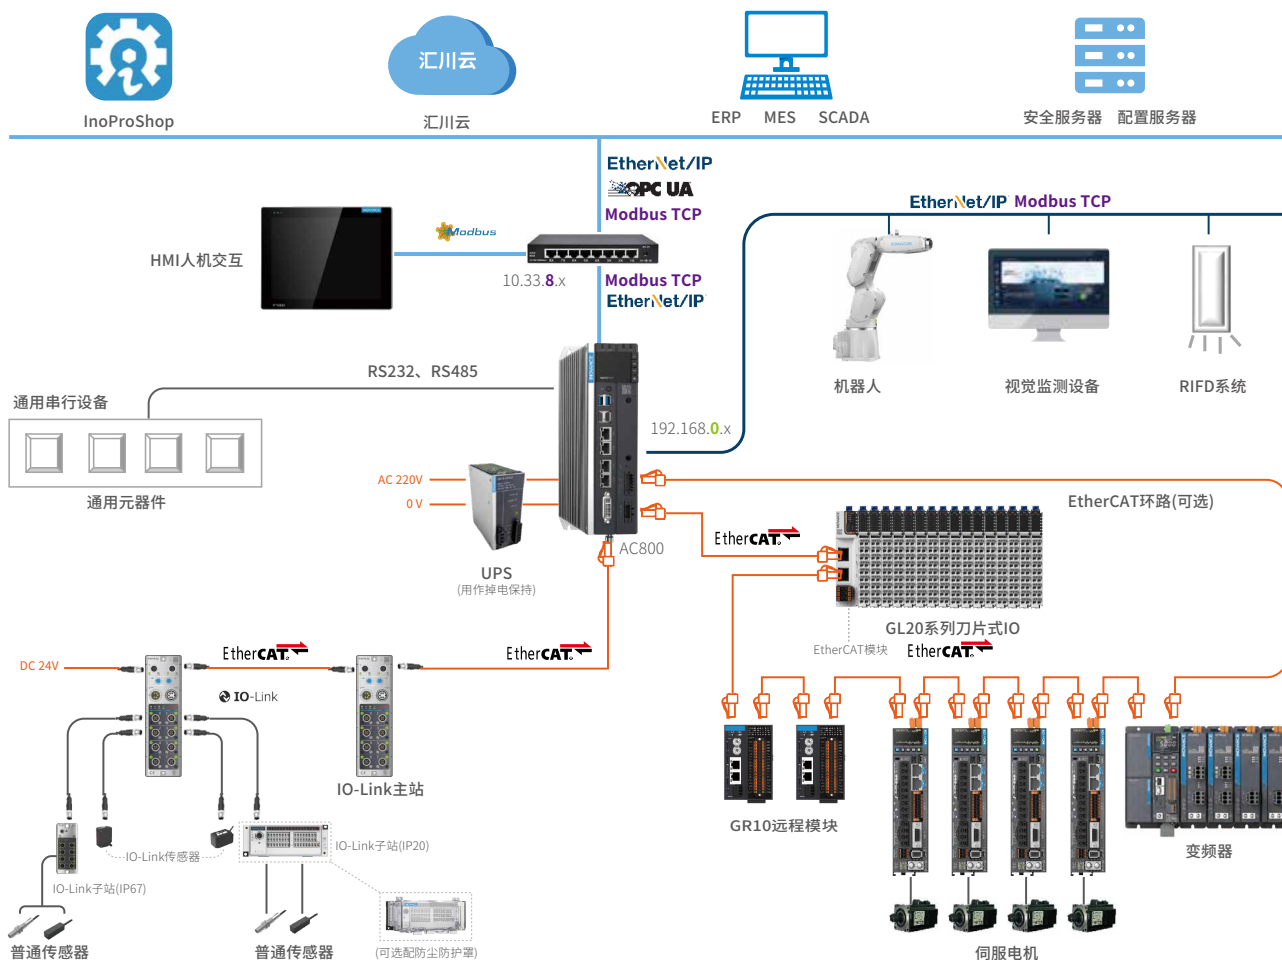 汇川云
InoProShop
汇川云
ERP MES SCADA
安全服务器 配置服务器
EtherNet/IP
OPC UA
Modbus TCP
EtherNet/IP Modbus TCP
Modbus
HMI人机交互
10.33.8.x
Modbus TCP
EtherNet/IP
机器人
视觉监测设备
RIFD系统
RS232、RS485
通用串行设备
192.168.0.x
通用元器件
AC 220V
0 V
EtherCAT环路(可选)
EtherCAT
AC800
UPS
(用作掉电保持)
GL20系列刀片式IO
EtherCAT模块
EtherCAT
EtherCAT
EtherCAT
DC 24V
IO-Link
IO-Link主站
GR10远程模块
变频器
IO-Link传感器
IO-Link子站(IP20)
IO-Link子站(IP67)
普通传感器
普通传感器
(可选配防尘防护罩)
伺服电机